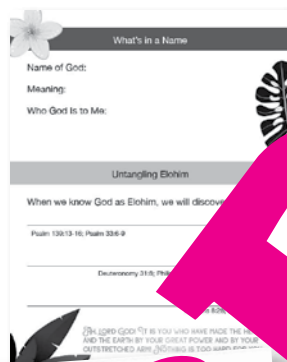 What's in a Name
Name of God:
Meaning:
Who God Is to Me:
Untangling Elohim
When we know God as Elohim, we will discove
Psalm 139:13-16; Psalm 33:6-9
Deuteronomy 31:6;
AH, LORD GOD! IT IS YOU WHO HAVE MADE THE HE
AND THE EARTH BY YOUR GREAT POWER AND BY YOUR
OUTSTRETCHED ARM! NOTHING IS TOO HARD FOR